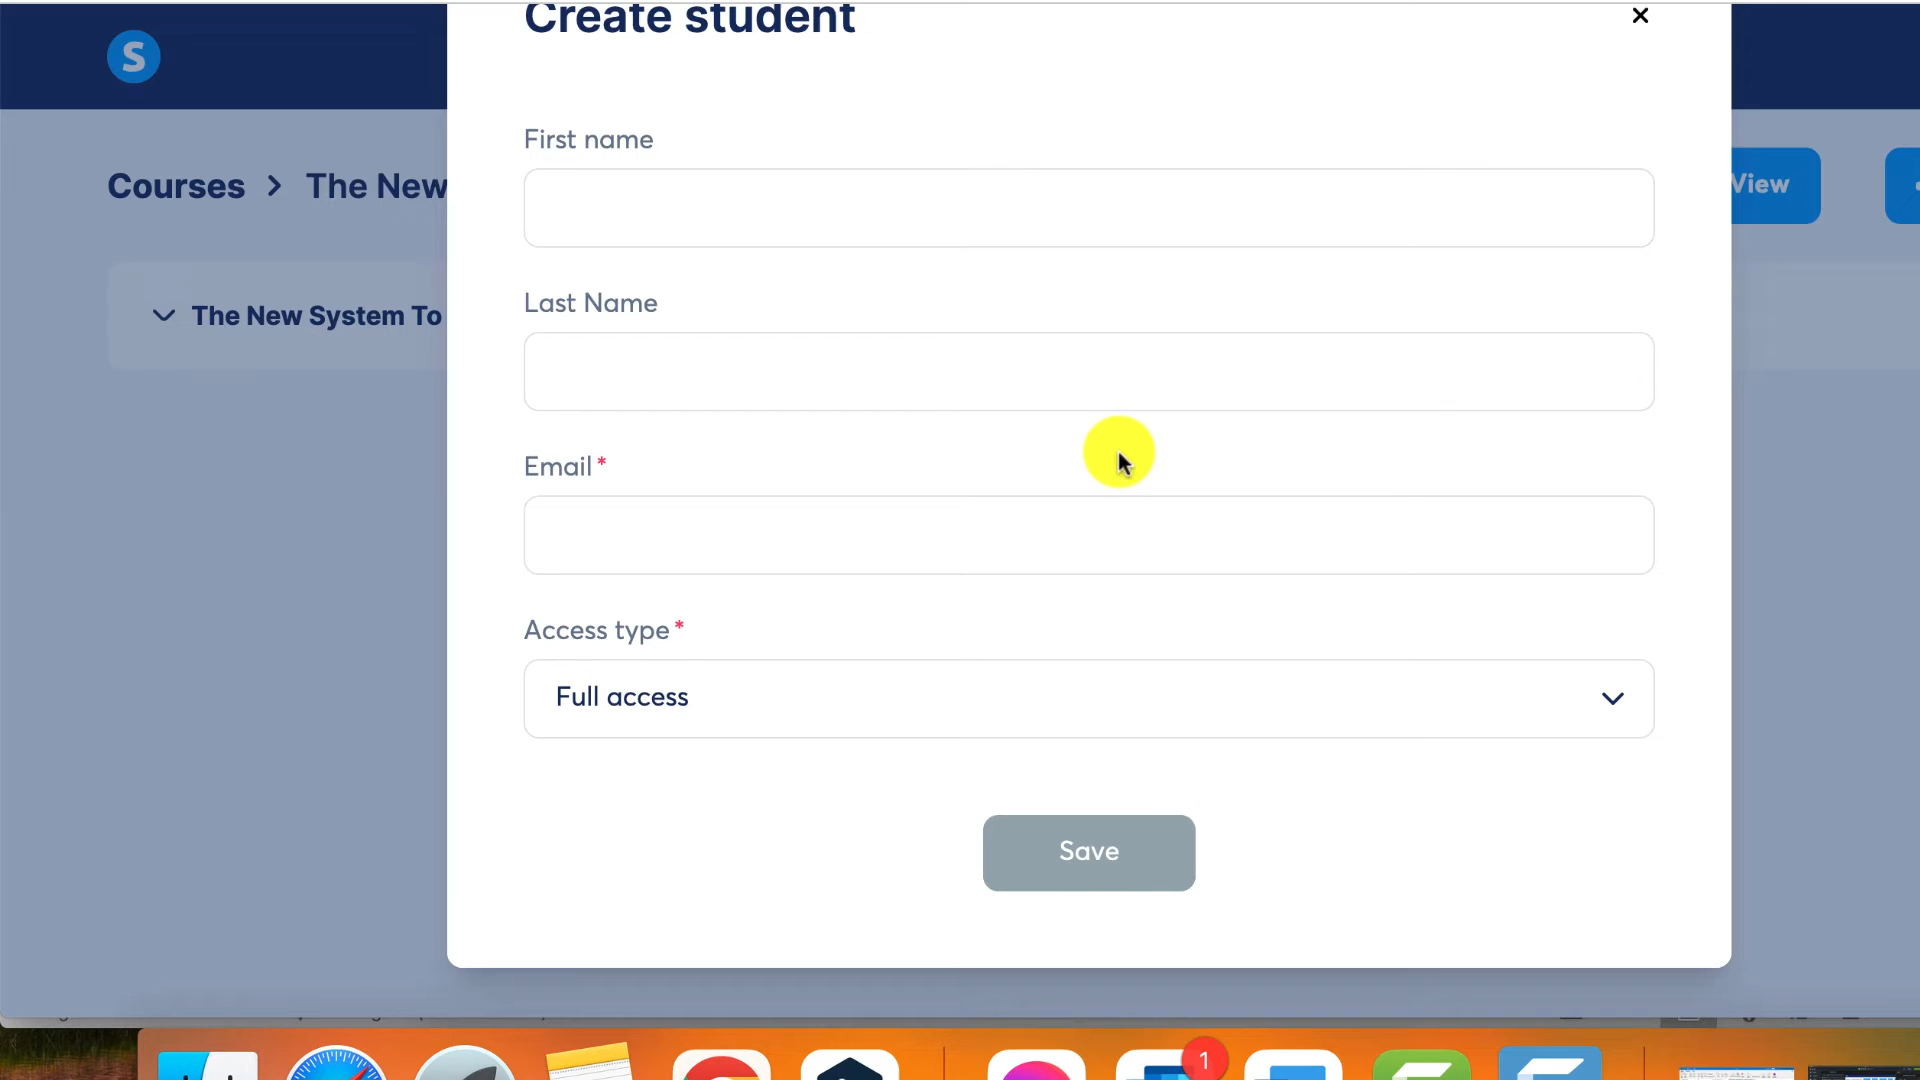 Create student
S
First name
Courses > The New
View
Last Name
The New System To
Email *
Access type *
Full access
Save
1